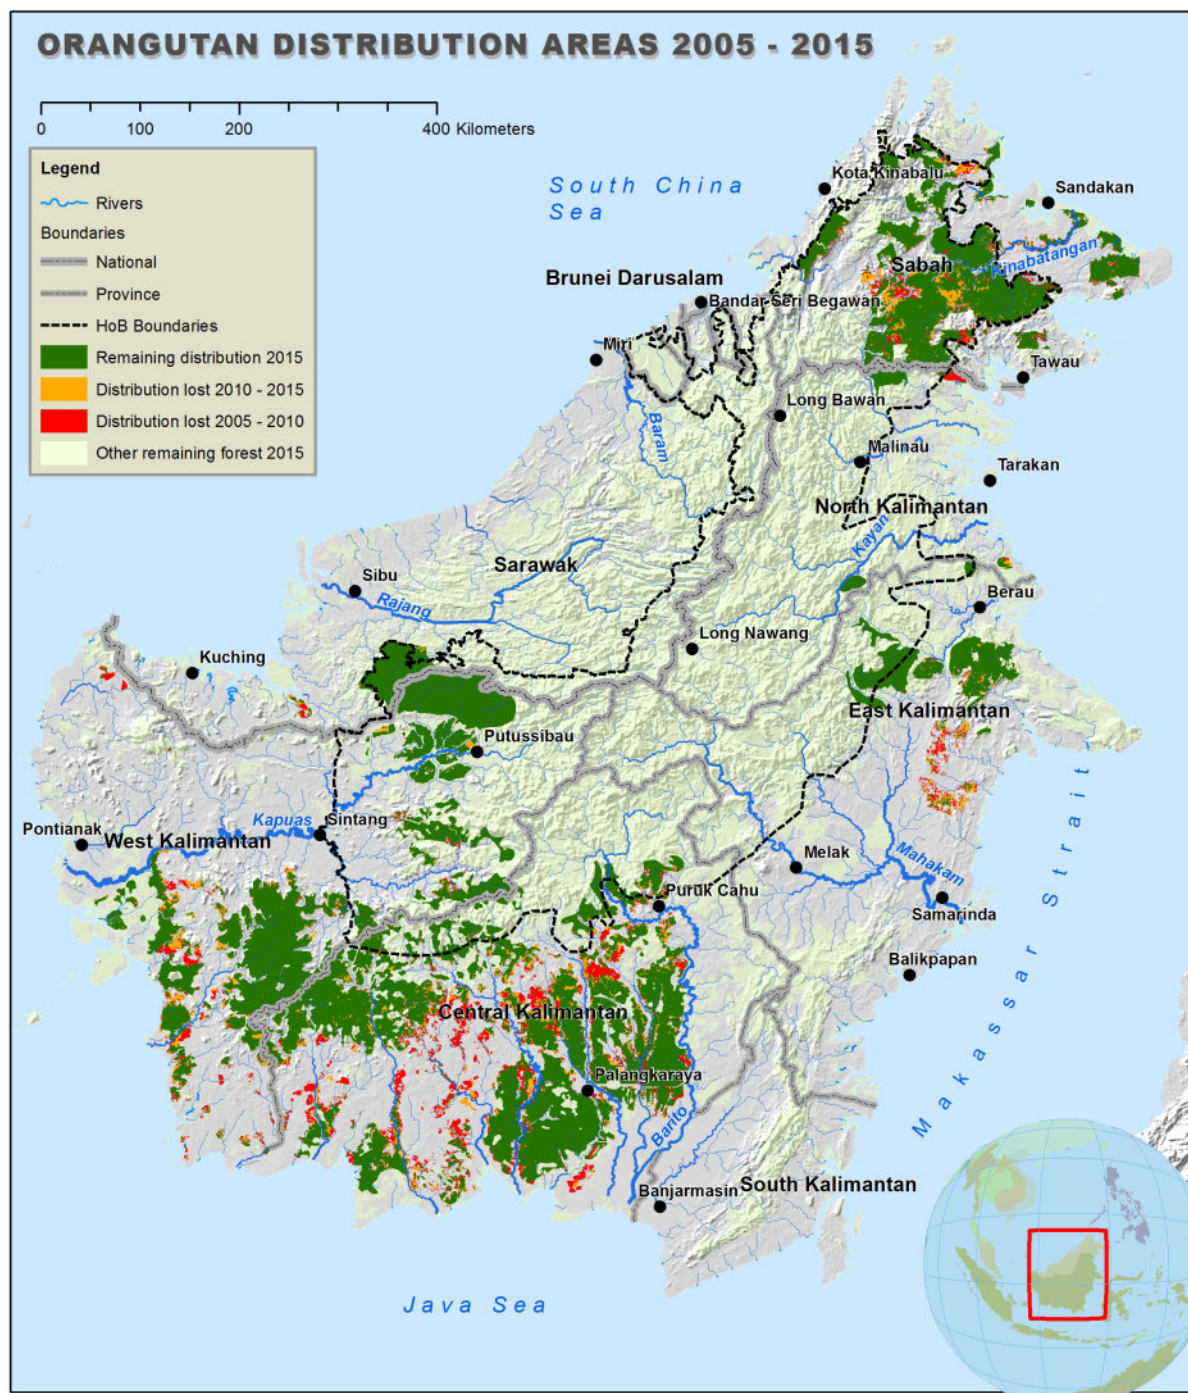 ORANGUTAN DISTRIBUTION AREAS 2005 - 2015
0 100 200 400 Kilometers
Legend
Rivers
Boundaries
National
Province
HoB Boundaries
Remaining distribution 2015
Distribution lost 2010 - 2015
Distribution lost 2005 - 2010
Other remaining forest 2015
South China
Sea
Kota Kinabalu
Sandakan
Kinabatangan
Sabah
Brunei Darusalam
Bandar Seri Begawan
Miri
Tawau
Long Bawan
Baram
Malinau
Tarakan
North Kalimantan
Kayan
Sarawak
Sibu
Rajang
Berau
Long Nawang
Kuching
East Kalimantan
Putussibau
Makassar Strait
Kapuas
Sintang
Pontianak
West Kalimantan
Melak
Mahakam
Puruk Cahu
Samarinda
Balikpapan
Central Kalimantan
Palangkaraya
Barito
Banjarmasin
South Kalimantan
Java Sea